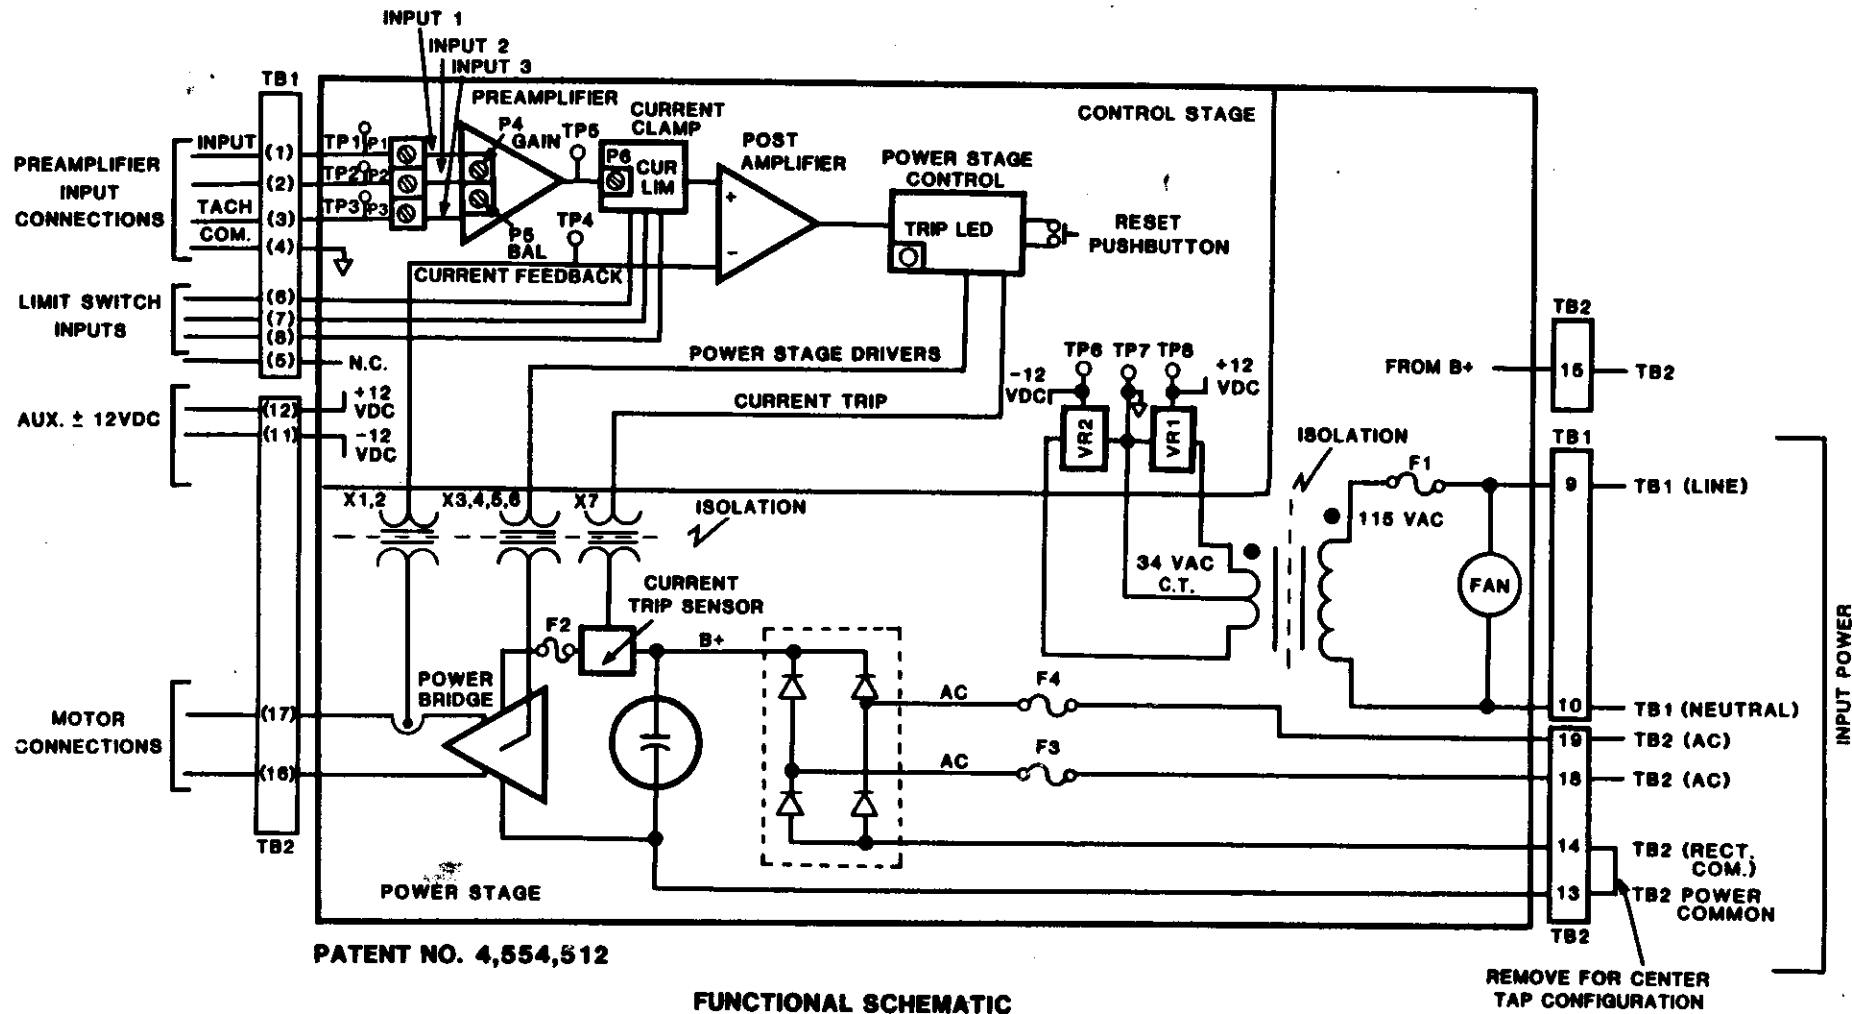 INPUT 1
INPUT 2
INPUT 3
TB1
PREAMPLIFIER
CURRENT
CLAMP
CONTROL STAGE
PREAMPLIFIER
INPUT
CONNECTIONS
INPUT
(1)
(2)
TACH
(3)
COM.
(4)
TP1
P1
TP2
P2
TP3
P3
P4
GAIN
P5
BAL
TP5
P6
CUR
LIM
TP4
CURRENT FEEDBACK
POST
AMPLIFIER
+
−
POWER STAGE
CONTROL
TRIP LED
RESET
PUSHBUTTON
LIMIT SWITCH
INPUTS
(6)
(7)
(8)
(5)
N.C.
AUX. ± 12VDC
(12)
(11)
+12
VDC
-12
VDC
POWER STAGE DRIVERS
CURRENT TRIP
TP6
TP7
TP8
-12
VDC
+12
VDC
VR2
VR1
TB2
FROM B+
15
TB2
ISOLATION
TB1
F1
9
TB1 (LINE)
115 VAC
34 VAC
C.T.
FAN
10
TB1 (NEUTRAL)
INPUT POWER
X1,2
X3,4,5,6
X7
ISOLATION
CURRENT
TRIP SENSOR
F2
B+
POWER
BRIDGE
MOTOR
CONNECTIONS
(17)
(16)
TB2
AC
F4
19
TB2 (AC)
AC
F3
18
TB2 (AC)
14
TB2 (RECT.
COM.)
13
TB2 POWER
COMMON
TB2
POWER STAGE
PATENT NO. 4,554,512
REMOVE FOR CENTER
TAP CONFIGURATION
FUNCTIONAL SCHEMATIC